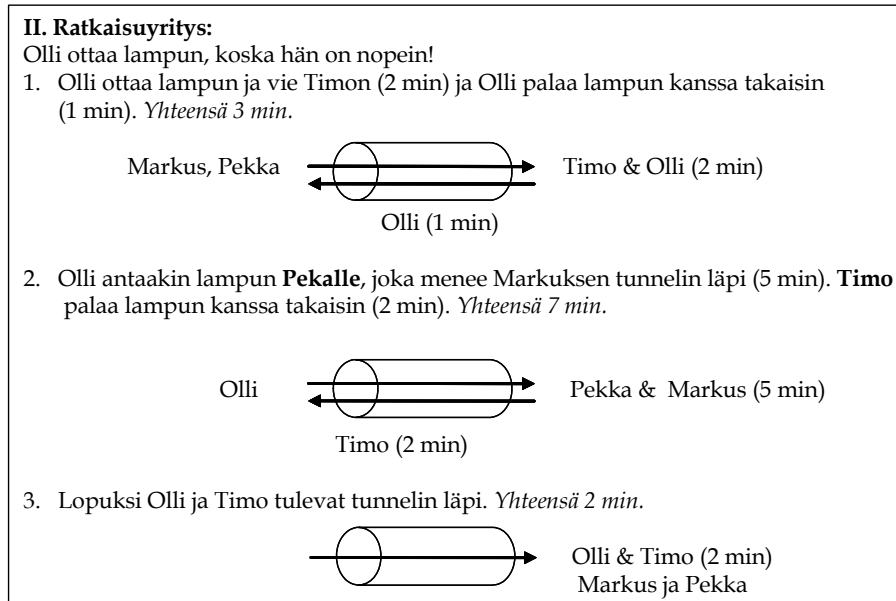 II. Ratkaisuyritys:
Olli ottaa lampun, koska hän on nopein!
1. Olli ottaa lampun ja vie Timon (2 min) ja Olli palaa lampun kanssa takaisin
(1 min). Yhteensä 3 min.
Markus, Pekka
Timo & Olli (2 min)
Olli (1 min)
2. Olli antaakin lampun Pekalle, joka menee Markuksen tunnelin läpi (5 min). Timo
palaa lampun kanssa takaisin (2 min). Yhteensä 7 min.
Olli
Pekka & Markus (5 min)
Timo (2 min)
3. Lopuksi Olli ja Timo tulevat tunnelin läpi. Yhteensä 2 min.
Olli & Timo (2 min)
Markus ja Pekka